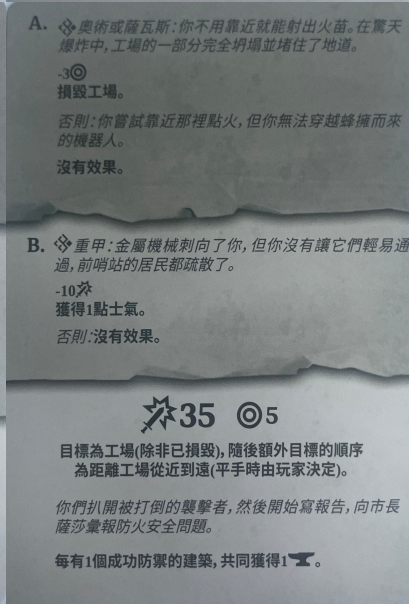 A. 奧術或薩瓦斯：你不用靠近就能射出火苗。在驚天
爆炸中，工場的一部分完全坍塌並堵住了地道。
-3
損毀工場。
否則：你嘗試靠近那裡點火，但你無法穿越蜂擁而來
的機器人。
沒有效果。
B. 重甲：金屬機械刺向了你，但你沒有讓它們輕易通
過，前哨站的居民都疏散了。
-10
獲得1點士氣。
否則：沒有效果。
35 5
目標為工場(除非已損毀)，隨後額外目標的順序
為距離工場從近到遠(平手時由玩家決定)。
你們扒開被打倒的襲擊者，然後開始寫報告，向市長
薩莎彙報防火安全問題。
每有1個成功防禦的建築，共同獲得1。